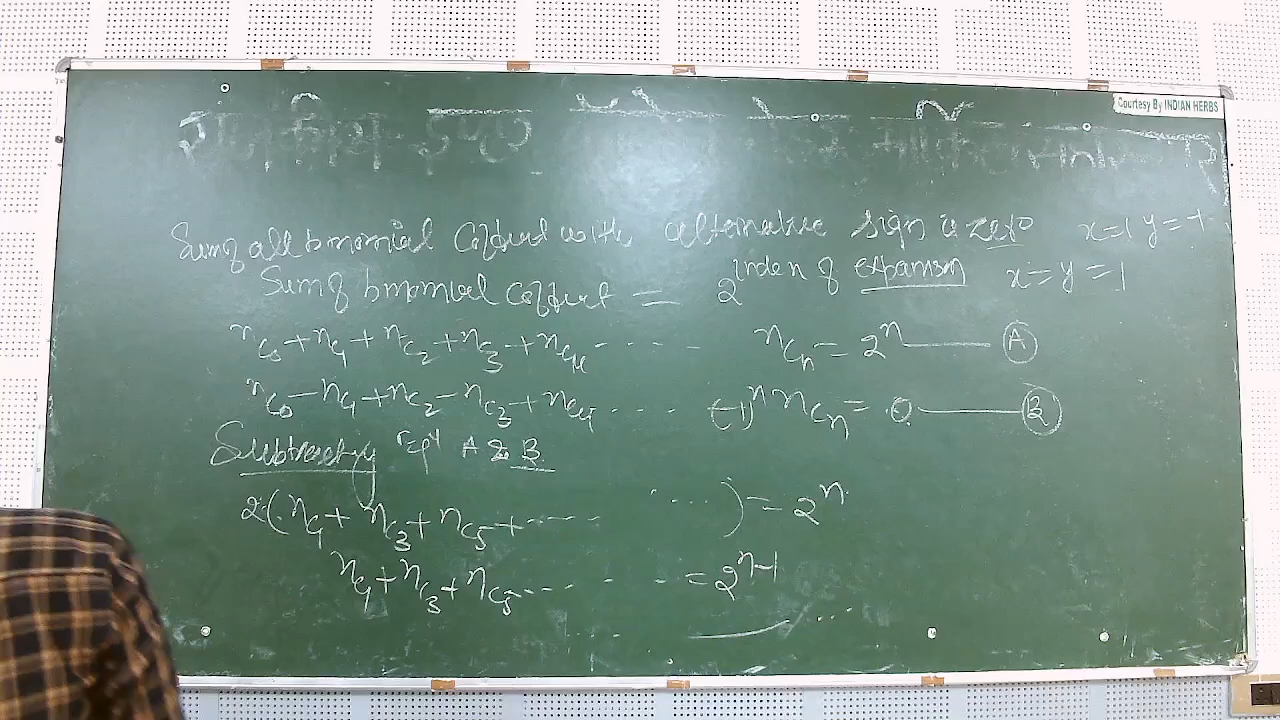 Courtesy By INDIAN HERBS
Sum of all binomial coffient with alternative sign is zero x=1 y=-1
Sum of binomial coffient = 2^index of expansion x=y=1
nC0 + nC1 + nC2 + nC3 + nC4 ------ nCn = 2^n —— (A)
nC0 - nC1 + nC2 - nC3 + nC4 .... (-1)^n nCn = 0 —— (B)
Subtracting eqn A & B
2(nC1 + nC3 + nC5 + ----- ....) = 2^n
nC1 + nC3 + nC5 -- - - - = 2^n-1